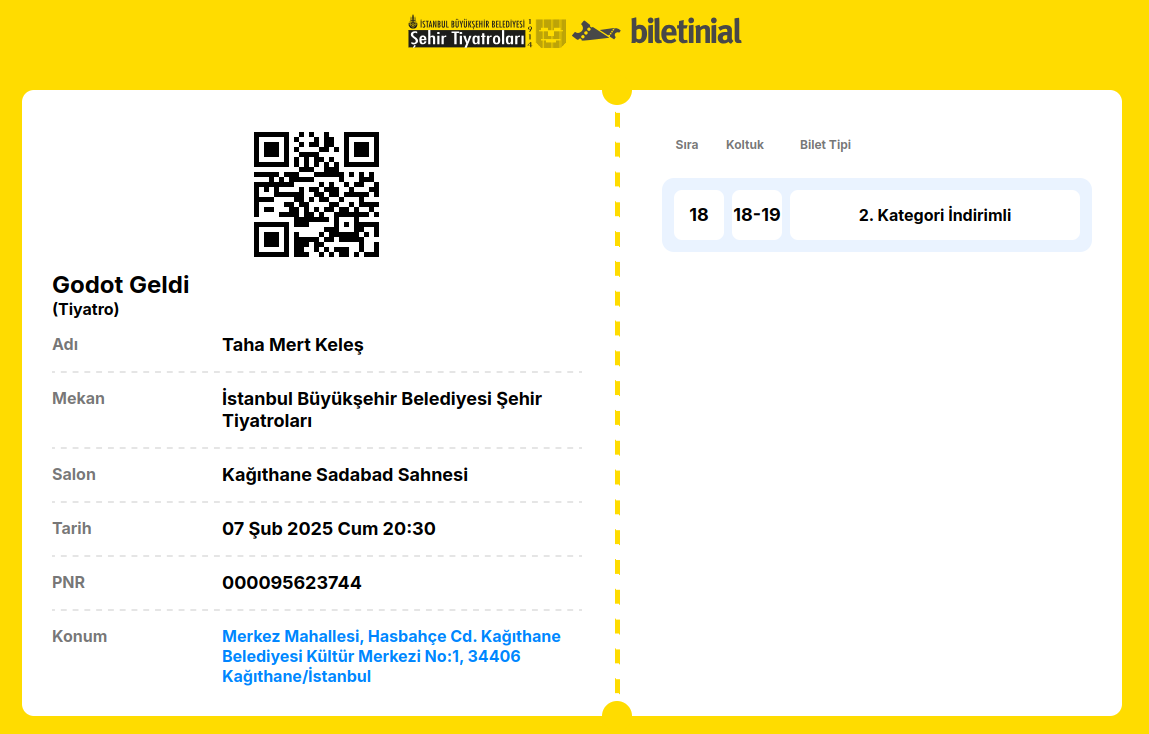 İSTANBUL BÜYÜKŞEHİR BELEDİYESİ
Şehir Tiyatroları
1914
biletinial
Godot Geldi
(Tiyatro)
Adı
Taha Mert Keleş
Mekan
İstanbul Büyükşehir Belediyesi Şehir
Tiyatroları
Salon
Kağıthane Sadabad Sahnesi
Tarih
07 Şub 2025 Cum 20:30
PNR
000095623744
Konum
Merkez Mahallesi, Hasbahçe Cd. Kağıthane
Belediyesi Kültür Merkezi No:1, 34406
Kağıthane/İstanbul
Sıra Koltuk Bilet Tipi
18 18-19 2. Kategori İndirimli